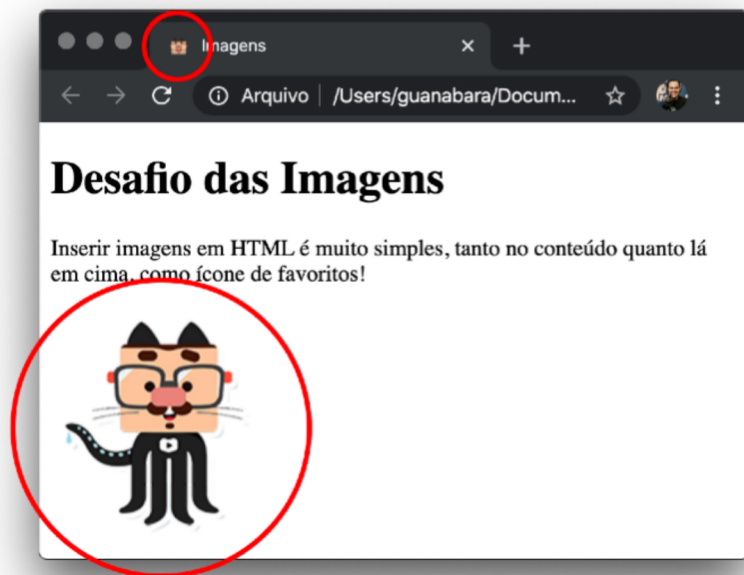 Imagens
Arquivo | /Users/guanabara/Docum...
Desafio das Imagens
Inserir imagens em HTML é muito simples, tanto no conteúdo quanto lá
em cima, como ícone de favoritos!